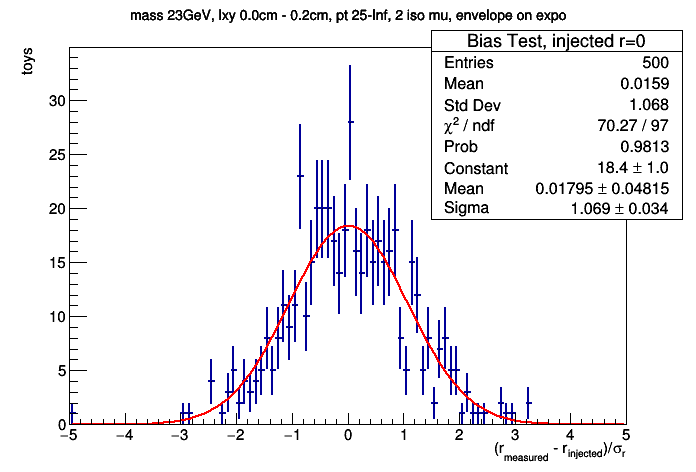 mass 23GeV, lxy 0.0cm - 0.2cm, pt 25-Inf, 2 iso mu, envelope on expo
toys
Bias Test, injected r=0
Entries 500
Mean 0.0159
Std Dev 1.068
χ² / ndf 70.27 / 97
Prob 0.9813
Constant 18.4 ± 1.0
Mean 0.01795 ± 0.04815
Sigma 1.069 ± 0.034
30
25
20
15
10
5
0
−5 −4 −3 −2 −1 0 1 2 3 4 5
(r_measured - r_injected)/σ_r